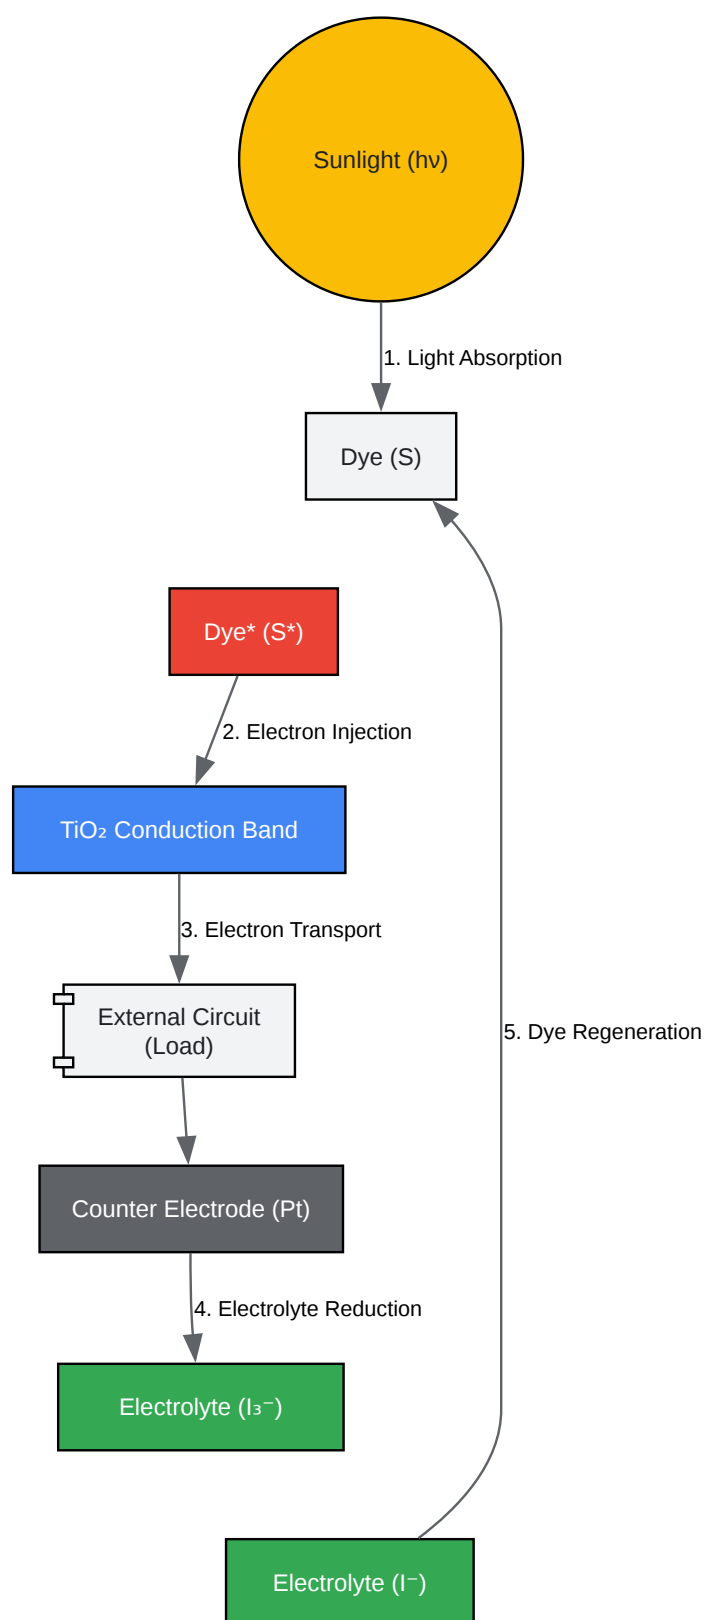 Sunlight (hν)
1. Light Absorption
Dye (S)
Dye* (S*)
2. Electron Injection
TiO₂ Conduction Band
3. Electron Transport
External Circuit
(Load)
5. Dye Regeneration
Counter Electrode (Pt)
4. Electrolyte Reduction
Electrolyte (I₃⁻)
Electrolyte (I⁻)